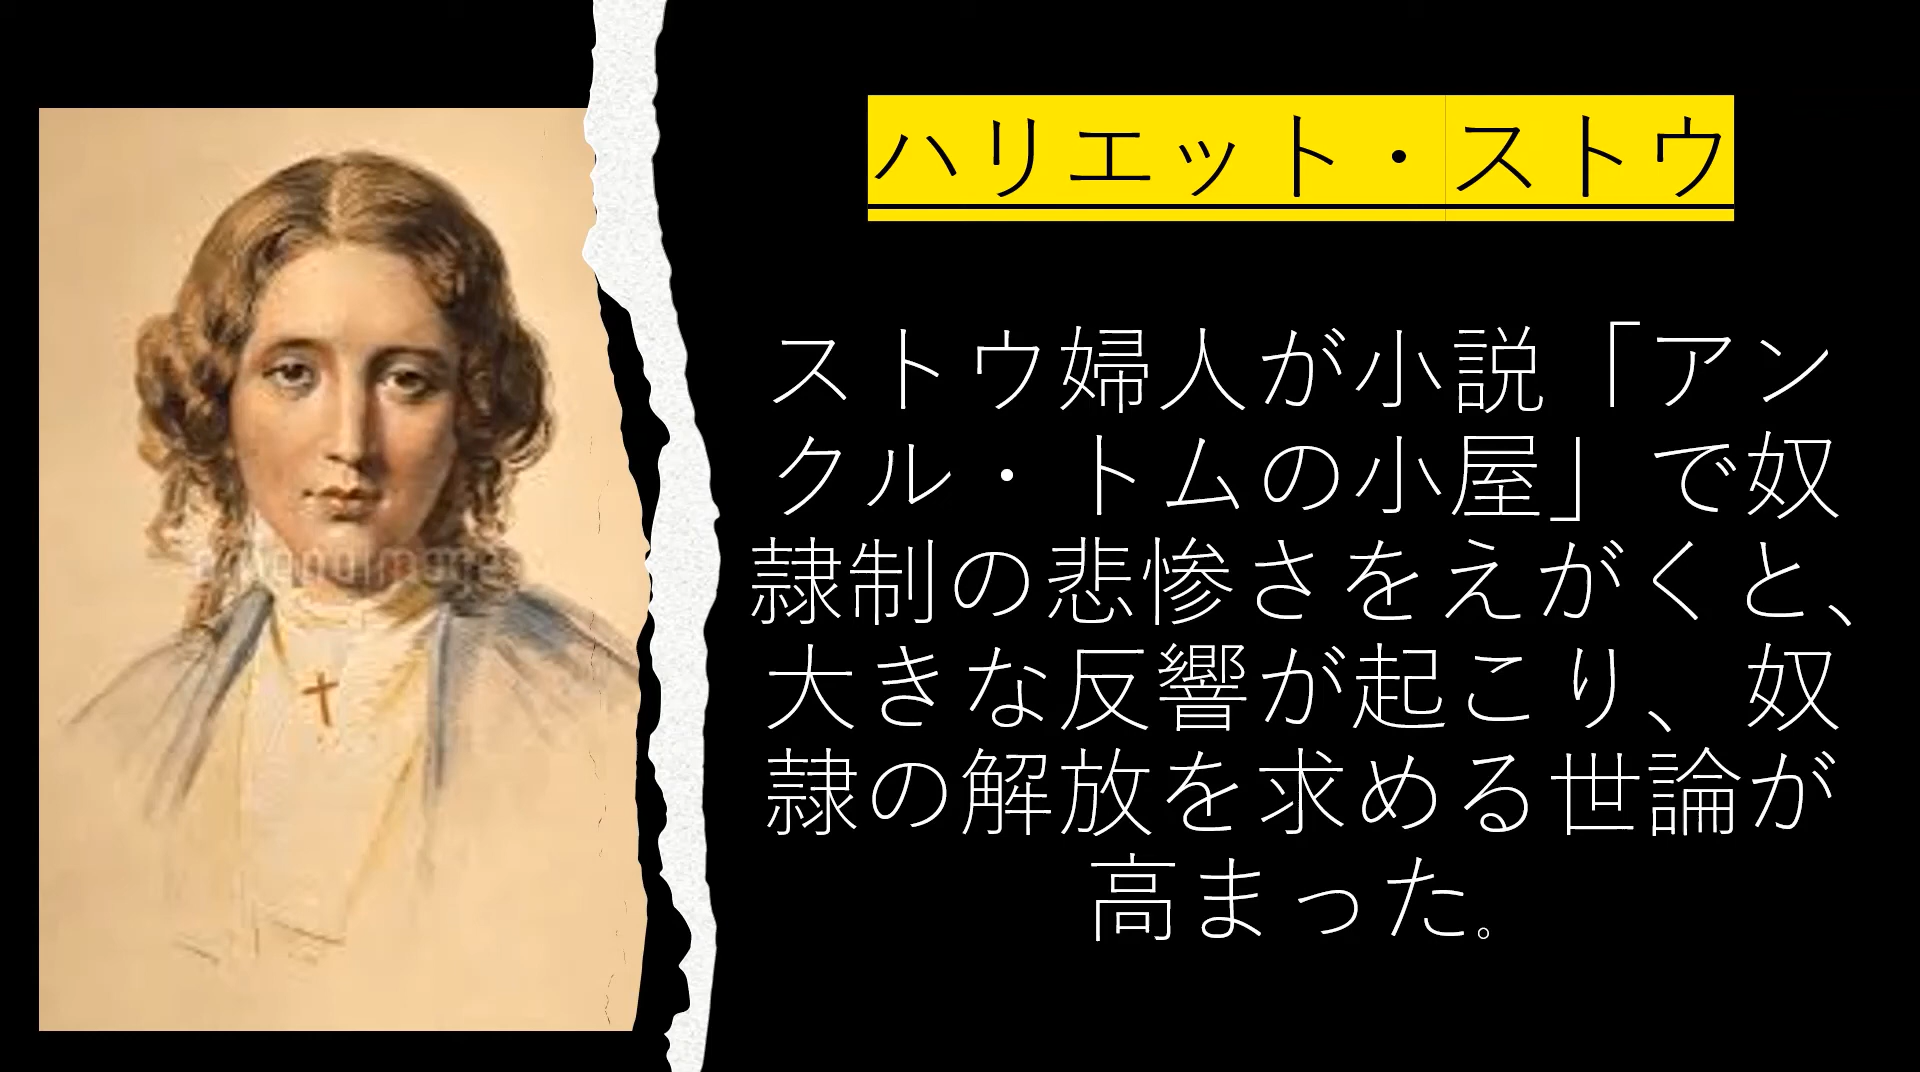 ハリエット・ストウ
ストウ婦人が小説「アン
クル・トムの小屋」で奴
隷制の悲惨さをえがくと、
大きな反響が起こり、奴
隷の解放を求める世論が
高まった。